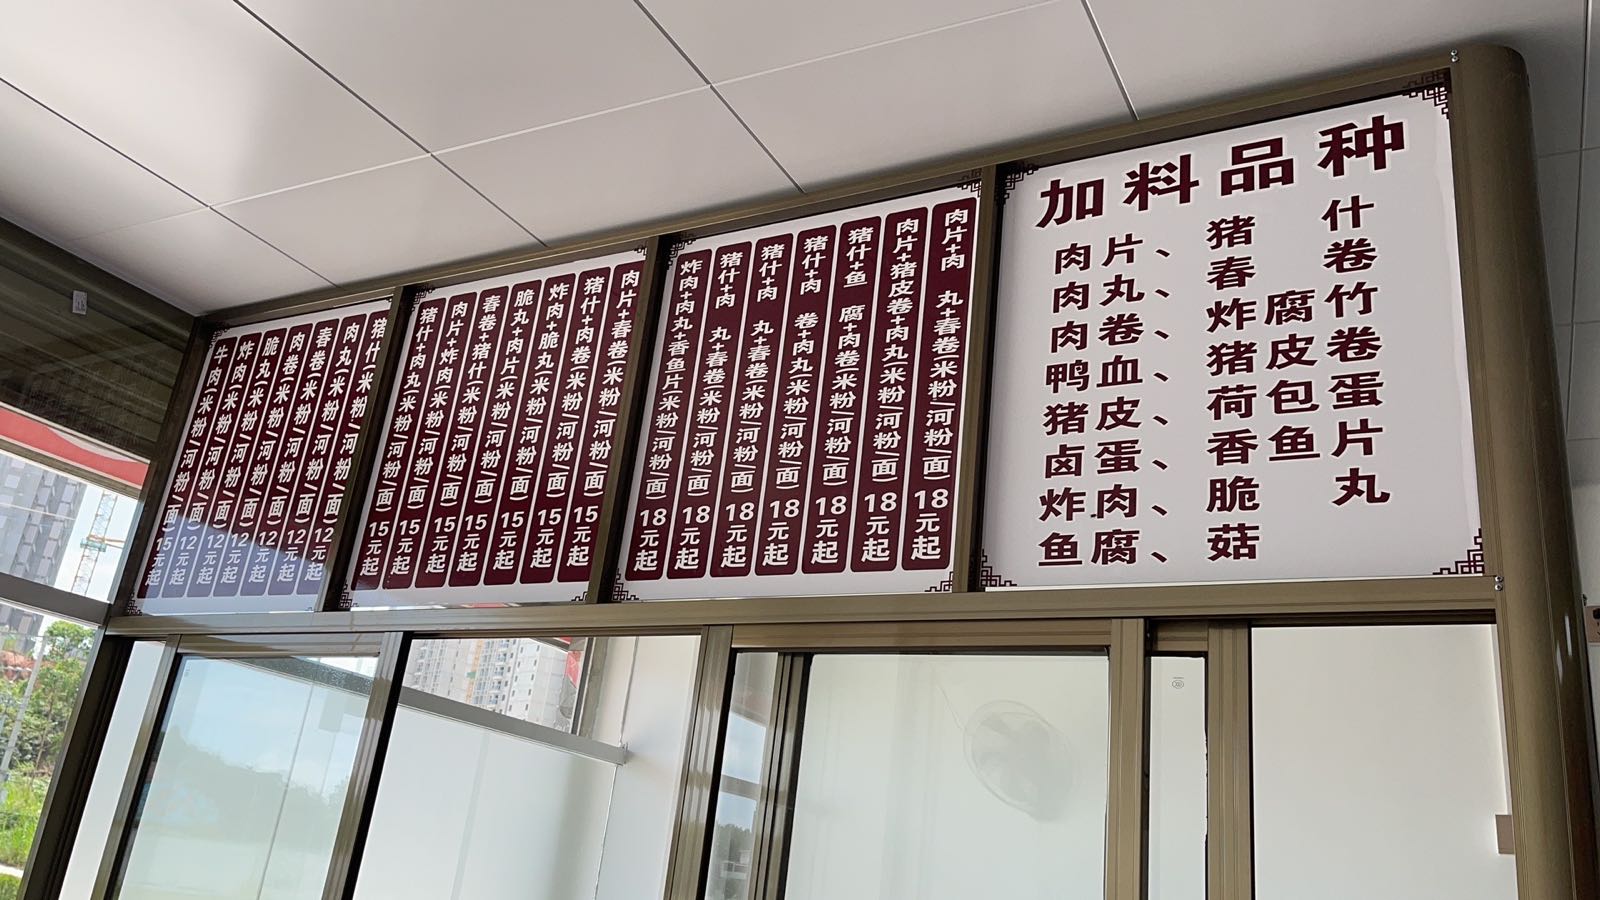 牛肉(米粉/河粉/面)15元起
炸肉(米粉/河粉/面)12元起
脆丸(米粉/河粉/面)12元起
肉卷(米粉/河粉/面)12元起
春卷(米粉/河粉/面)12元起
肉丸(米粉/河粉/面)12元起
猪什(米粉/河粉/面)12元起
猪什+肉丸(米粉/河粉/面)15元起
肉片+炸肉(米粉/河粉/面)15元起
春卷+猪什(米粉/河粉/面)15元起
脆丸+肉片(米粉/河粉/面)15元起
炸肉+脆丸(米粉/河粉/面)15元起
猪什+肉卷(米粉/河粉/面)15元起
肉片+春卷(米粉/河粉/面)15元起
炸肉+肉丸+香鱼片(米粉/河粉/面)18元起
猪什+肉丸+春卷(米粉/河粉/面)18元起
猪什+肉丸+春卷(米粉/河粉/面)18元起
猪什+肉卷+肉丸(米粉/河粉/面)18元起
猪什+鱼腐+肉卷(米粉/河粉/面)18元起
肉片+猪皮卷+肉丸(米粉/河粉/面)18元起
肉片+肉丸+春卷(米粉/河粉/面)18元起
加料品种
肉片、猪什
肉丸、春卷
肉卷、炸腐竹
鸭血、猪皮卷
猪皮、荷包蛋
卤蛋、香鱼片
炸肉、脆丸
鱼腐、菇